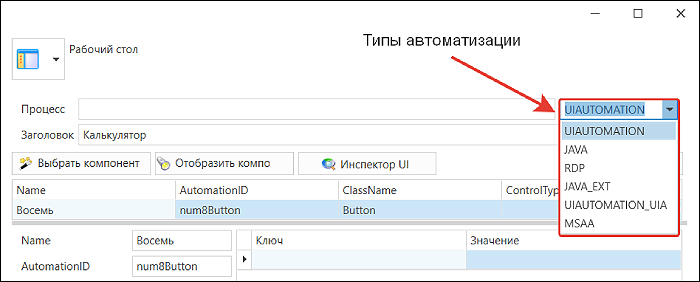 Типы автоматизации
Рабочий стол
Процесс
UIAUTOMATION
Заголовок Калькулятор
UIAUTOMATION
JAVA
RDP
JAVA_EXT
UIAUTOMATION_UIA
MSAA
Выбрать компонент Отобразить компо Инспектор UI
Name AutomationID ClassName ControlTyp
Восемь num8Button Button
Name Восемь Ключ Значение
AutomationID num8Button